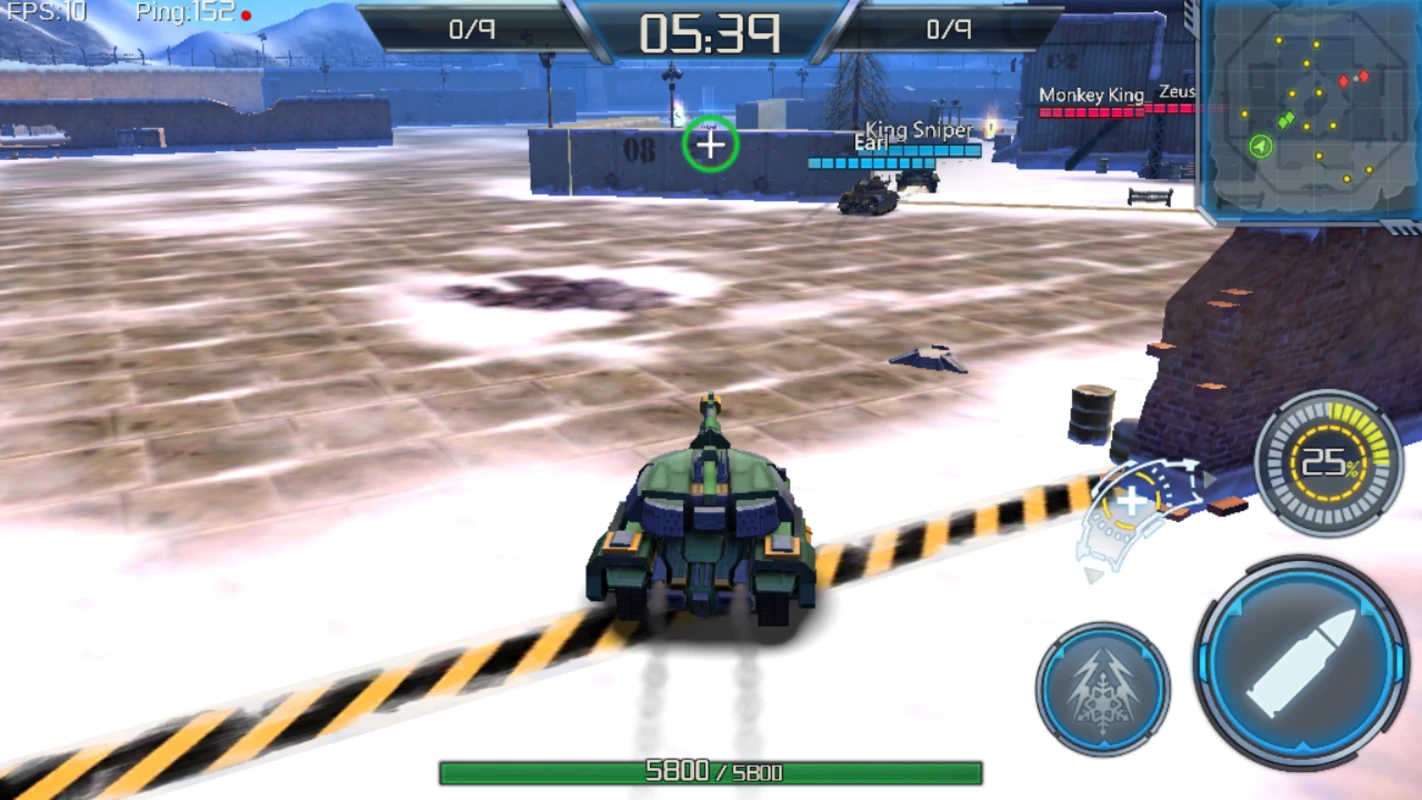 FPS:10 Ping:152
0/9 05:39 0/9
C-2
Monkey King Zeus
King Sniper
Earl
08
25%
5800 / 5800